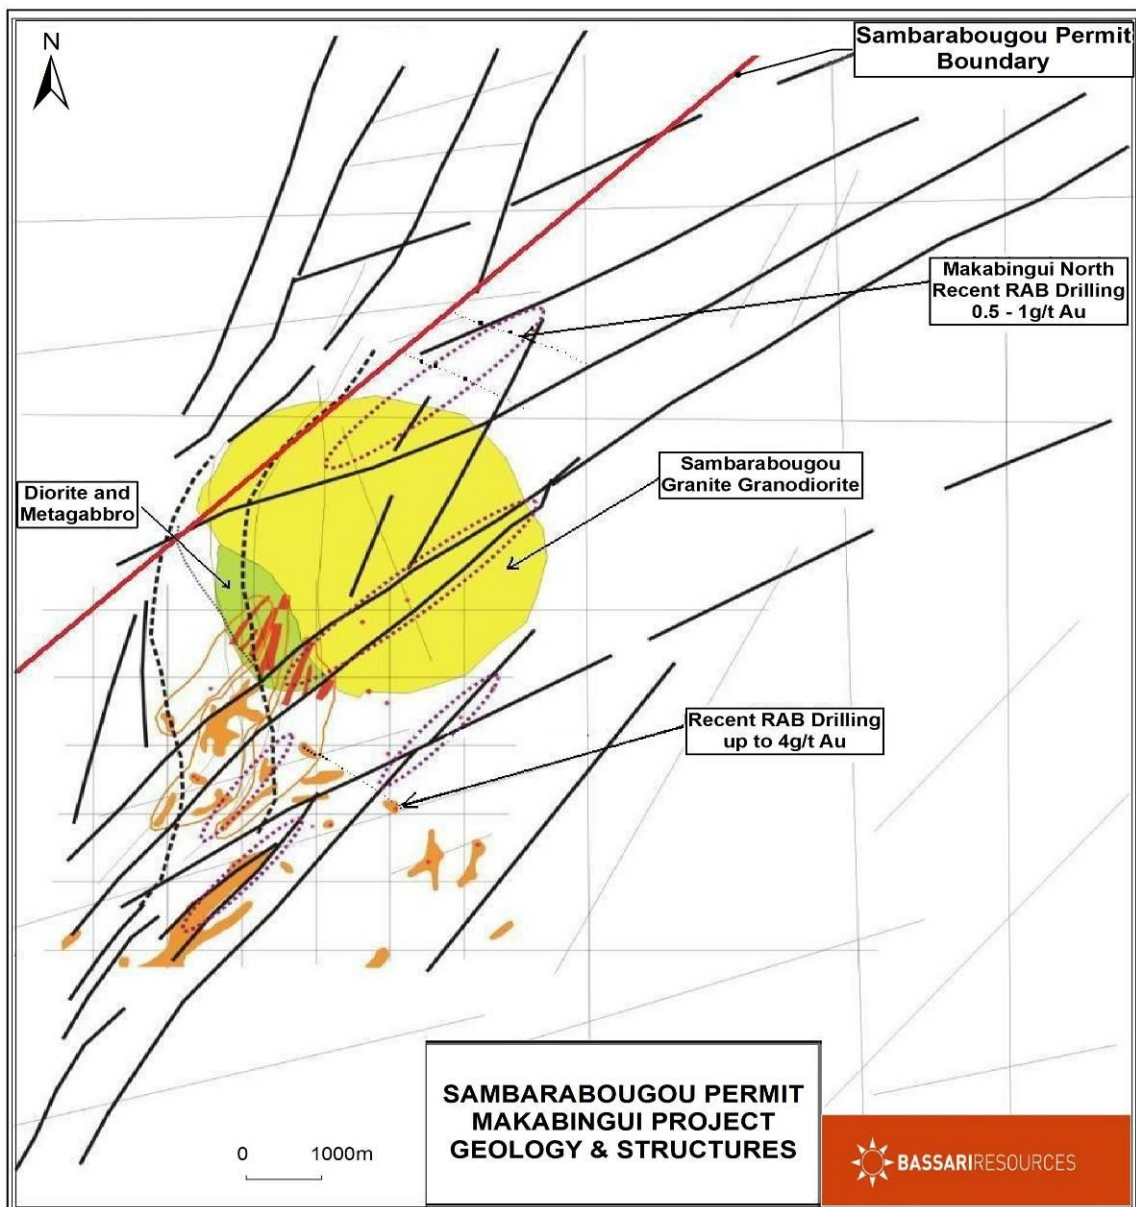 N
Sambarabougou Permit
Boundary
Makabingui North
Recent RAB Drilling
0.5 - 1g/t Au
Sambarabougou
Granite Granodiorite
Diorite and
Metagabbro
Recent RAB Drilling
up to 4g/t Au
SAMBARABOUGOU PERMIT
MAKABINGUI PROJECT
GEOLOGY & STRUCTURES
0 1000m
BASSARIRESOURCES